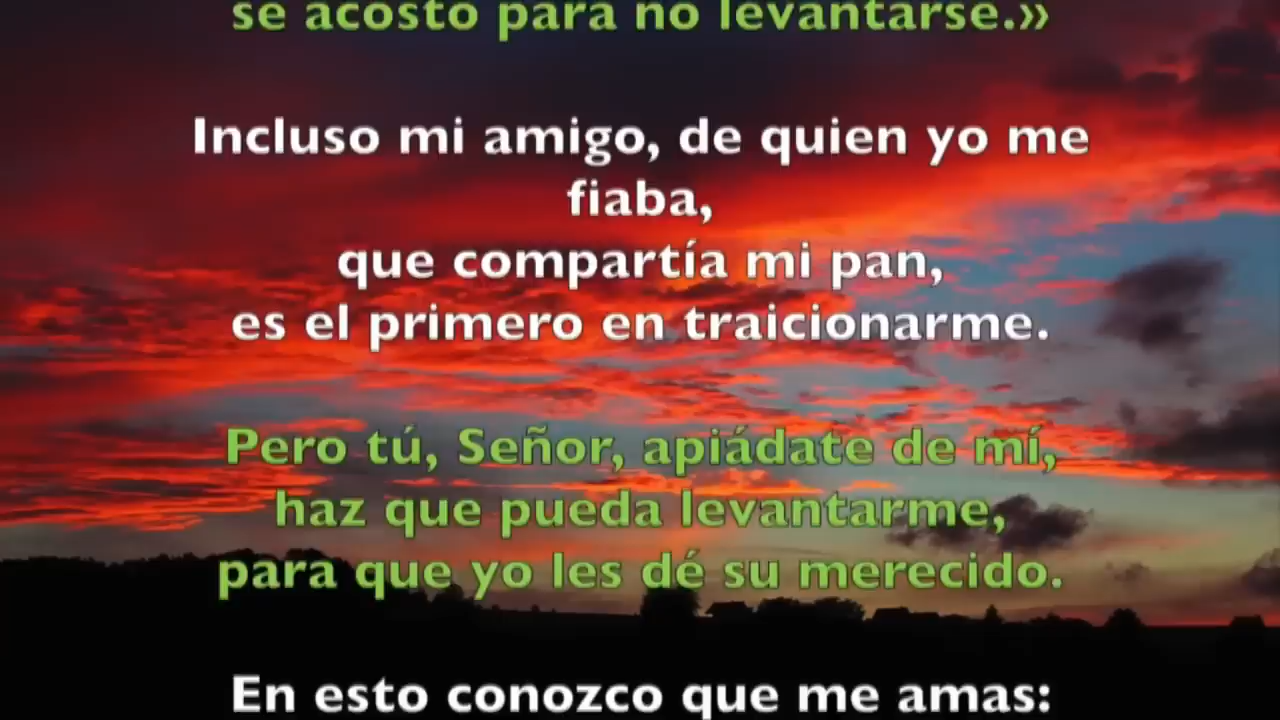 se acostó para no levantarse.»
Incluso mi amigo, de quien yo me
fiaba,
que compartía mi pan,
es el primero en traicionarme.
Pero tú, Señor, apiádate de mí,
haz que pueda levantarme,
para que yo les dé su merecido.
En esto conozco que me amas: